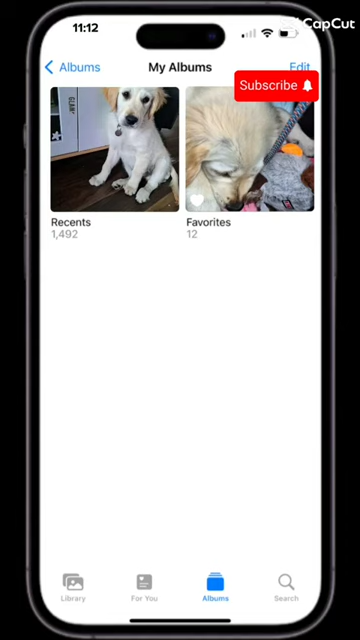 11:12
CapCut
Albums
My Albums
Edit
Subscribe
Recents
1,492
Favorites
12
Library
For You
Albums
Search